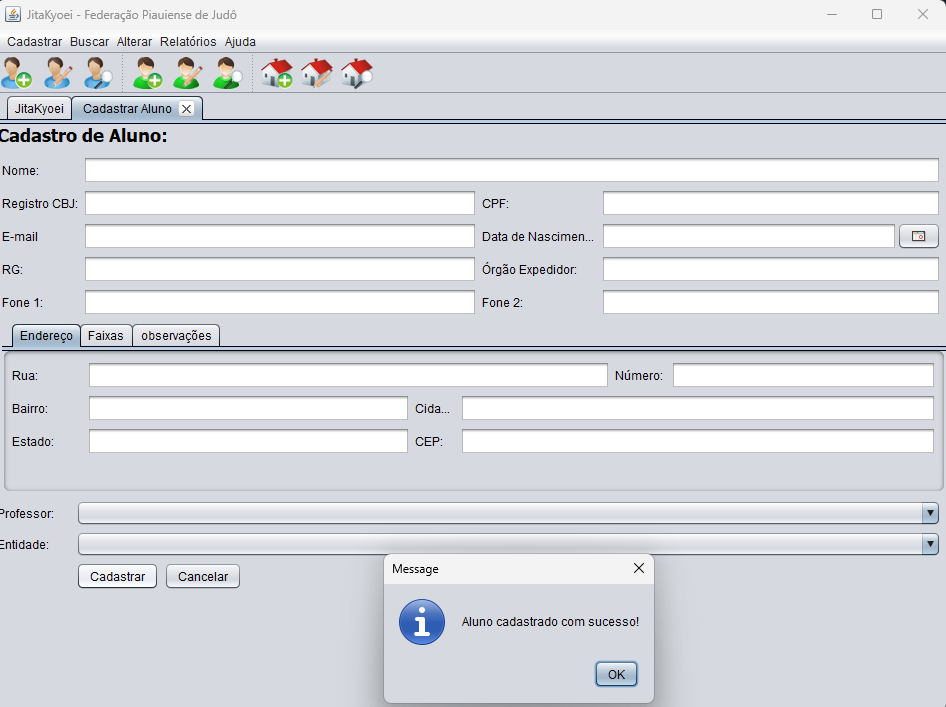 JitaKyoei - Federação Piauiense de Judô
Cadastrar Buscar Alterar Relatórios Ajuda
JitaKyoei Cadastrar Aluno
Cadastro de Aluno:
Nome:
Registro CBJ: CPF:
E-mail Data de Nascimen...
RG: Órgão Expedidor:
Fone 1: Fone 2:
Endereço Faixas observações
Rua: Número:
Bairro: Cida...
Estado: CEP:
Professor:
Entidade:
Cadastrar Cancelar
Message
Aluno cadastrado com sucesso!
OK